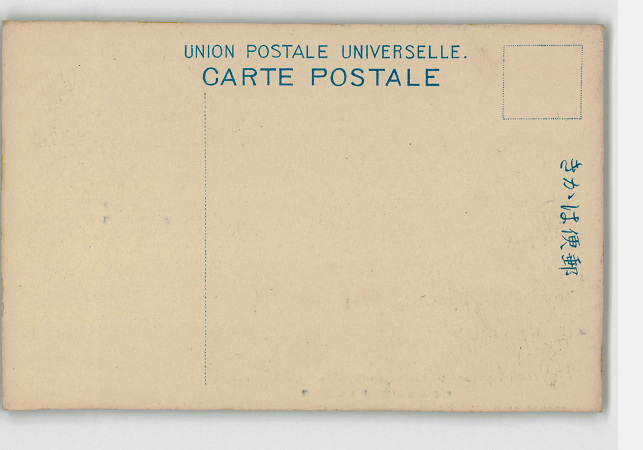 UNION POSTALE UNIVERSELLE.
CARTE POSTALE
きかは便郵